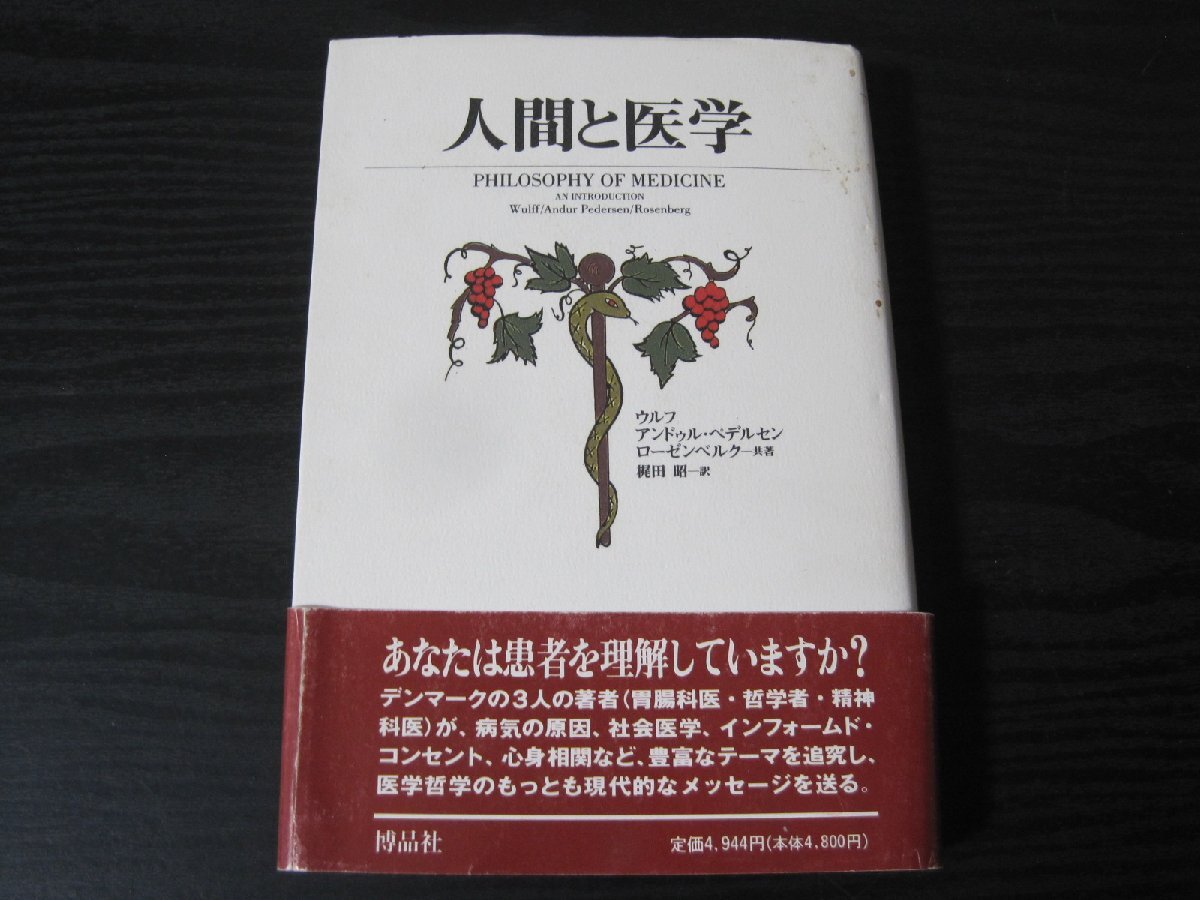 人間と医学
PHILOSOPHY OF MEDICINE
AN INTRODUCTION
Wulff/Andur Pedersen/Rosenberg
ウルフ
アンドゥル・ペデルセン
ローゼンベルク―共著
梶田 昭―訳
あなたは患者を理解していますか?
デンマークの3人の著者(胃腸科医・哲学者・精神
科医)が、病気の原因、社会医学、インフォームド・
コンセント、心身相関など、豊富なテーマを追究し、
医学哲学のもっとも現代的なメッセージを送る。
博品社
定価4,944円(本体4,800円)